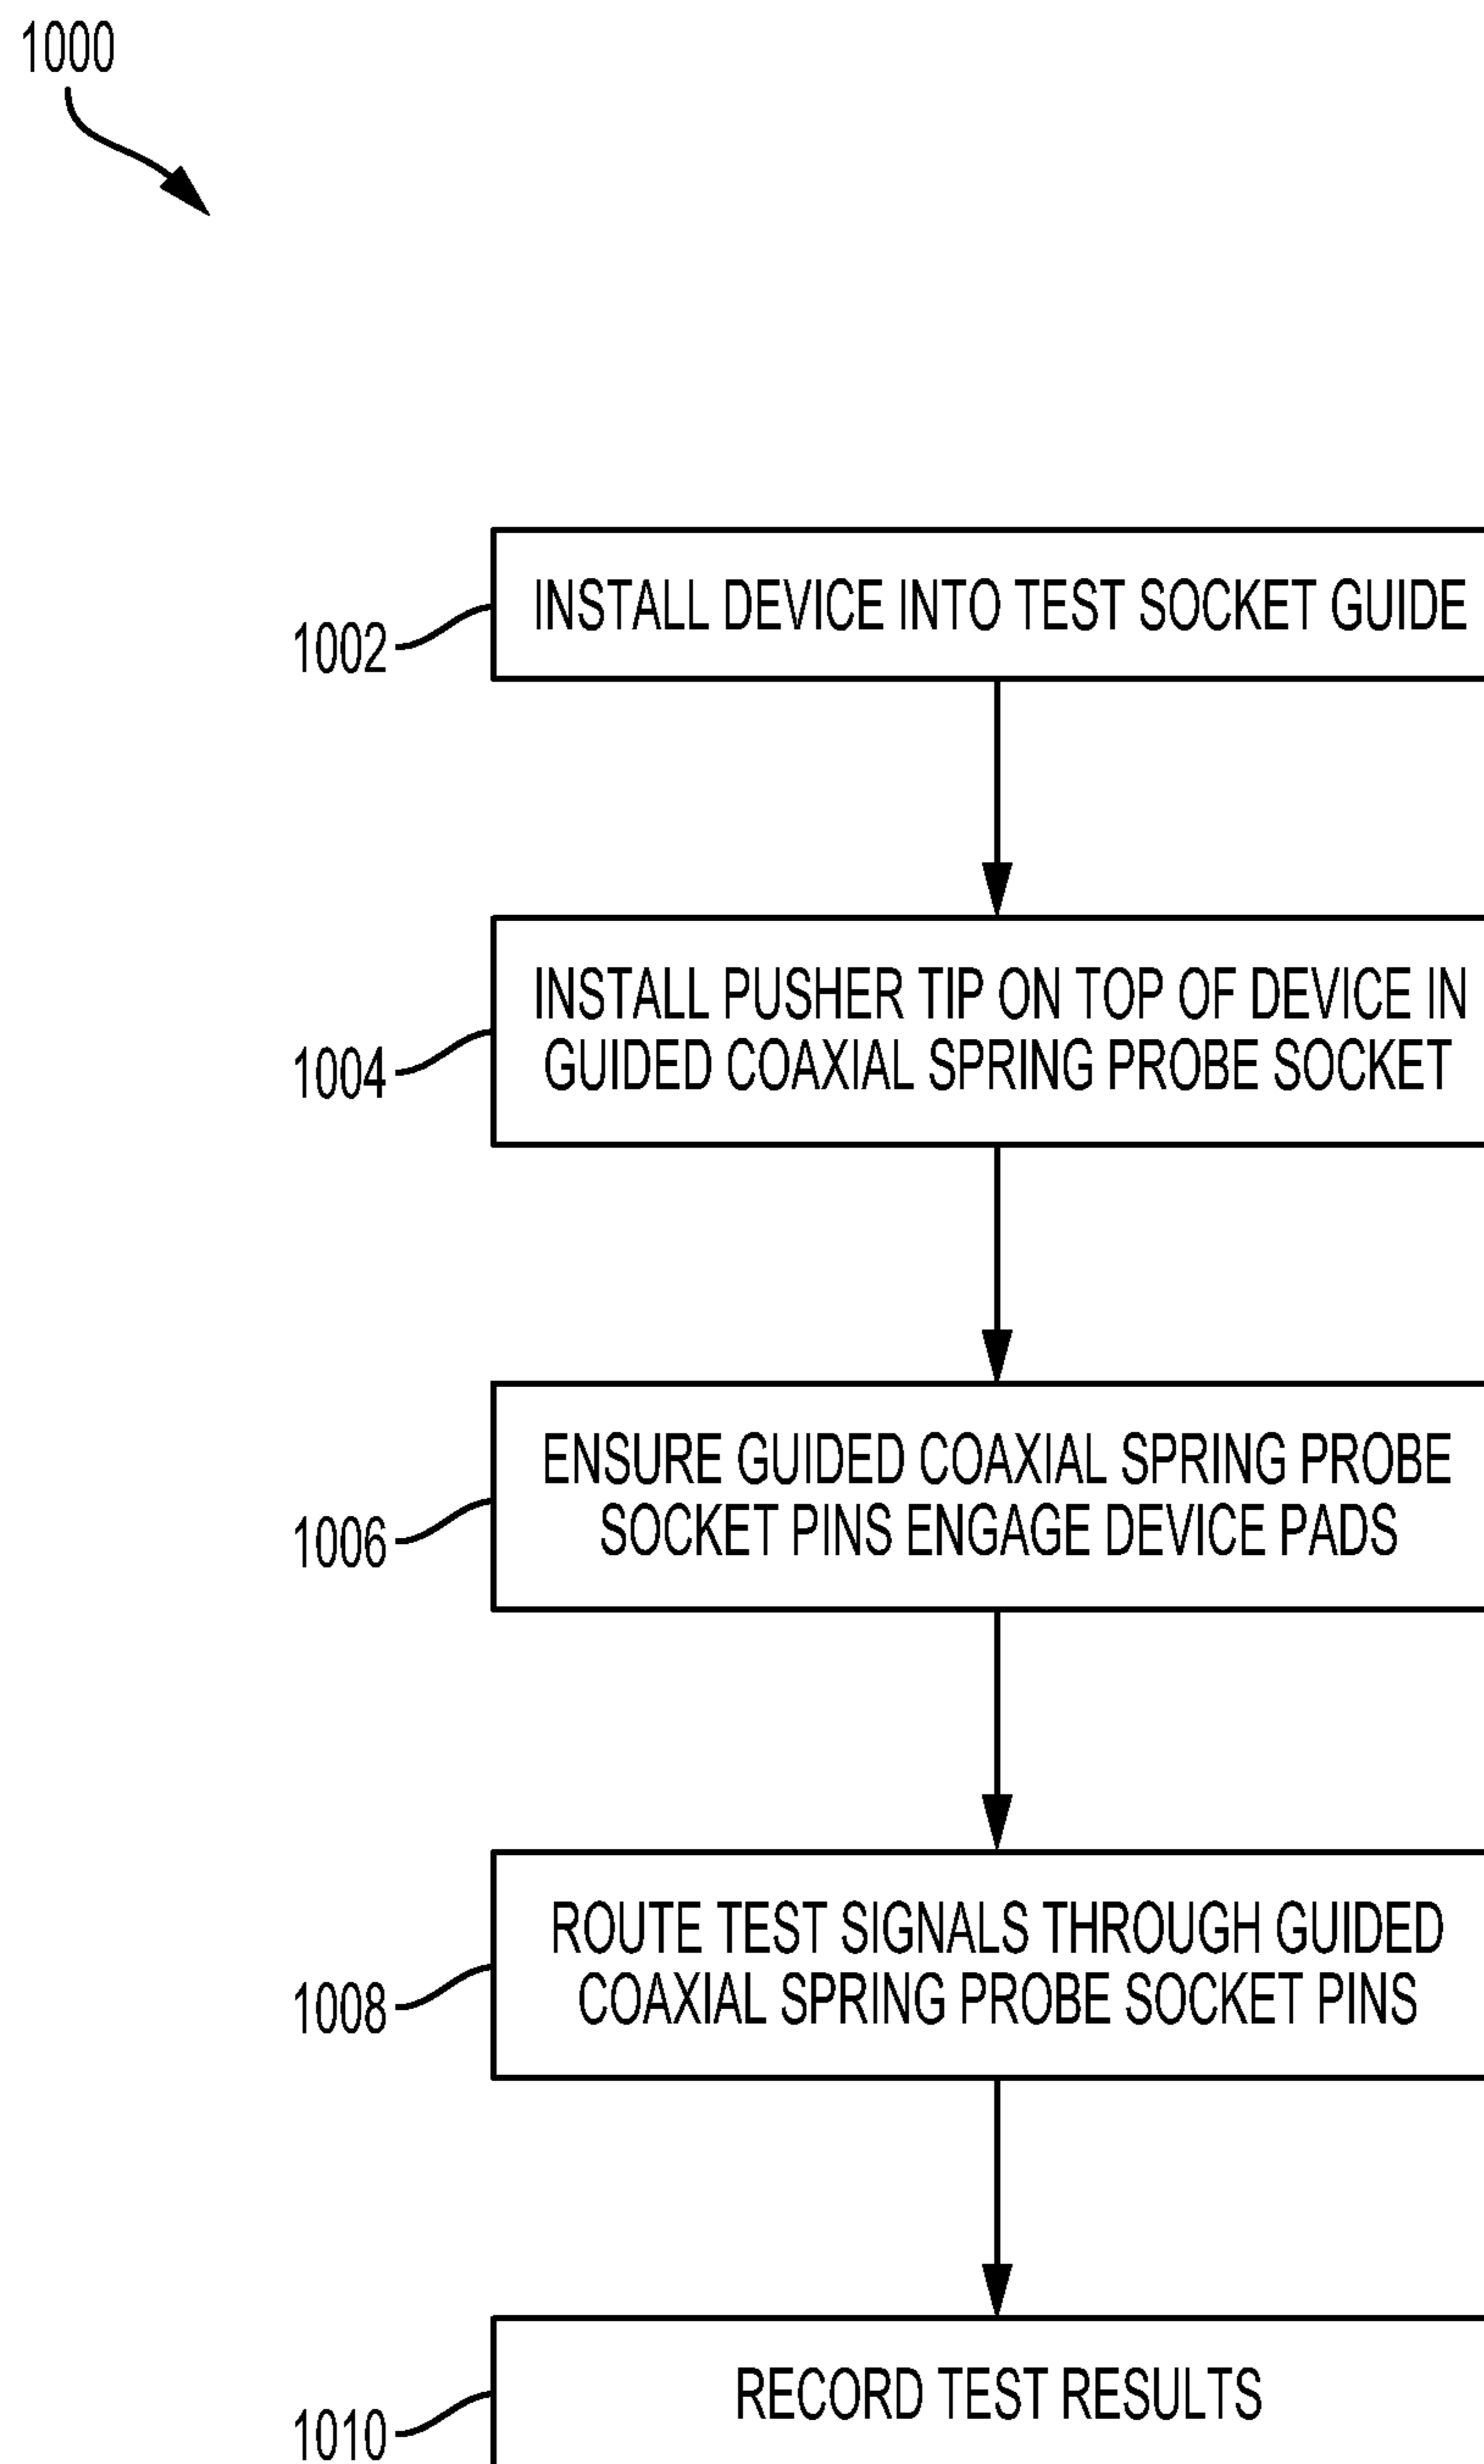 1000
INSTALL DEVICE INTO TEST SOCKET GUIDE
1002
INSTALL PUSHER TIP ON TOP OF DEVICE IN
GUIDED COAXIAL SPRING PROBE SOCKET
1004
ENSURE GUIDED COAXIAL SPRING PROBE
SOCKET PINS ENGAGE DEVICE PADS
1006
ROUTE TEST SIGNALS THROUGH GUIDED
COAXIAL SPRING PROBE SOCKET PINS
1008
RECORD TEST RESULTS
1010